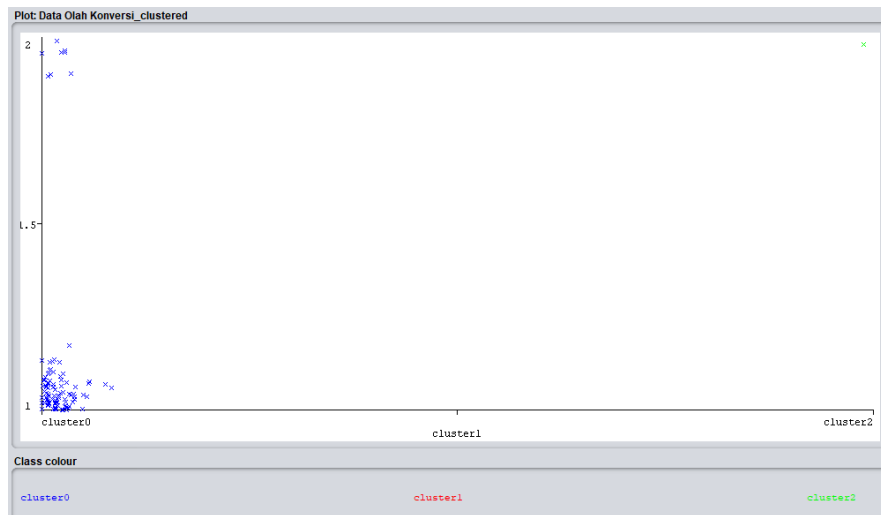 Plot: Data Olah Konversi_clustered
2
1.5
1
cluster0
cluster1
cluster2
Class colour
cluster0 cluster1 cluster2